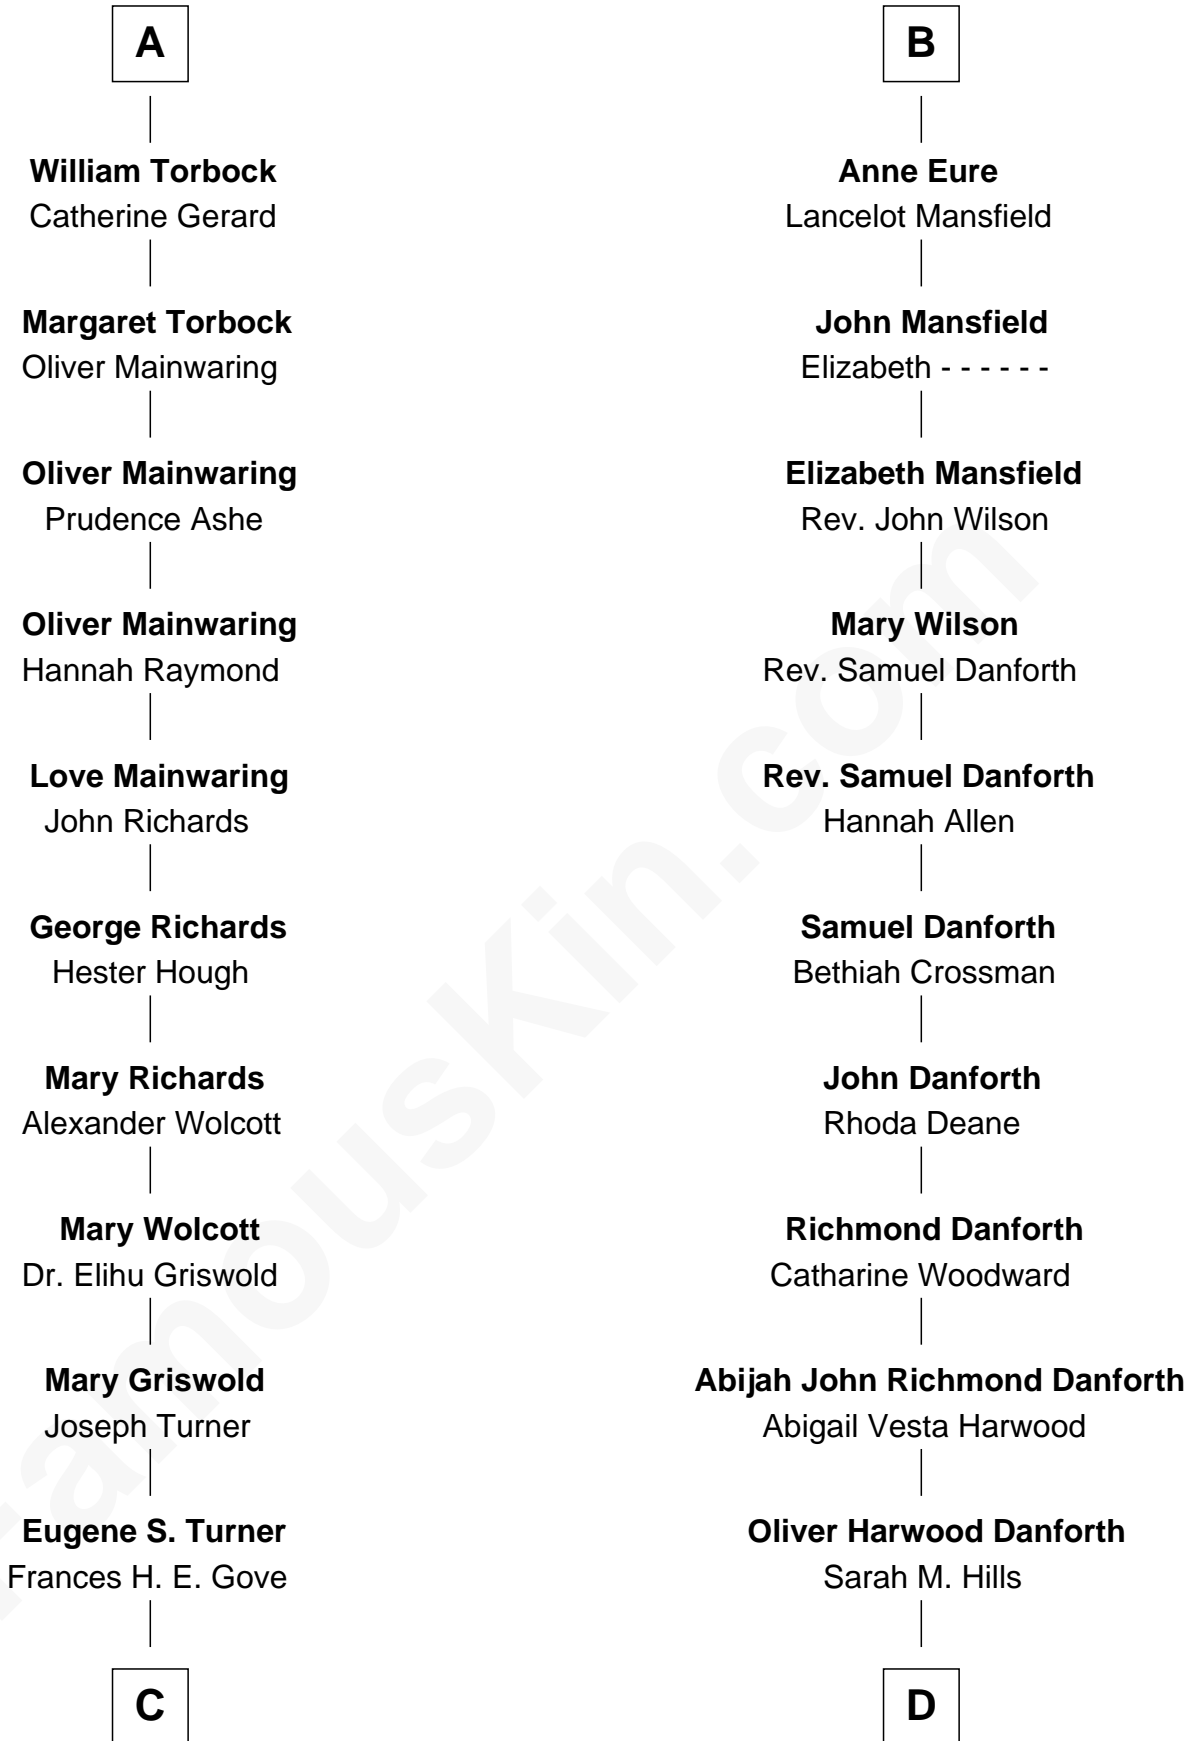 A
William Torbock
Catherine Gerard
Margaret Torbock
Oliver Mainwaring
Oliver Mainwaring
Prudence Ashe
Oliver Mainwaring
Hannah Raymond
Love Mainwaring
John Richards
George Richards
Hester Hough
Mary Richards
Alexander Wolcott
Mary Wolcott
Dr. Elihu Griswold
Mary Griswold
Joseph Turner
Eugene S. Turner
Frances H. E. Gove
C
B
Anne Eure
Lancelot Mansfield
John Mansfield
Elizabeth - - - - - -
Elizabeth Mansfield
Rev. John Wilson
Mary Wilson
Rev. Samuel Danforth
Rev. Samuel Danforth
Hannah Allen
Samuel Danforth
Bethiah Crossman
John Danforth
Rhoda Deane
Richmond Danforth
Catharine Woodward
Abijah John Richmond Danforth
Abigail Vesta Harwood
Oliver Harwood Danforth
Sarah M. Hills
D
FamousKin.com